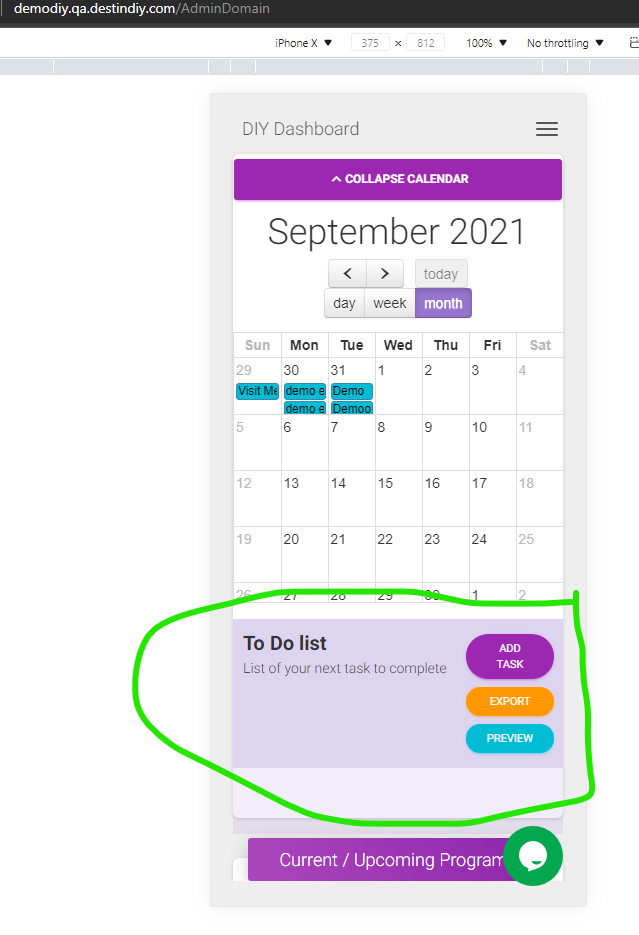 demodiy.qa.destindiy.com/AdminDomain
iPhone X ▼ 375 × 812 100% ▼ No throttling ▼
DIY Dashboard
COLLAPSE CALENDAR
September 2021
today
day week month
Sun Mon Tue Wed Thu Fri Sat
29 30 31 1 2 3 4
Visit Me demo e Demo
demo e Demoo
5 6 7 8 9 10 11
12 13 14 15 16 17 18
19 20 21 22 23 24 25
26 27 28 29 30 1 2
To Do list
List of your next task to complete
ADD
TASK
EXPORT
PREVIEW
Current / Upcoming Program